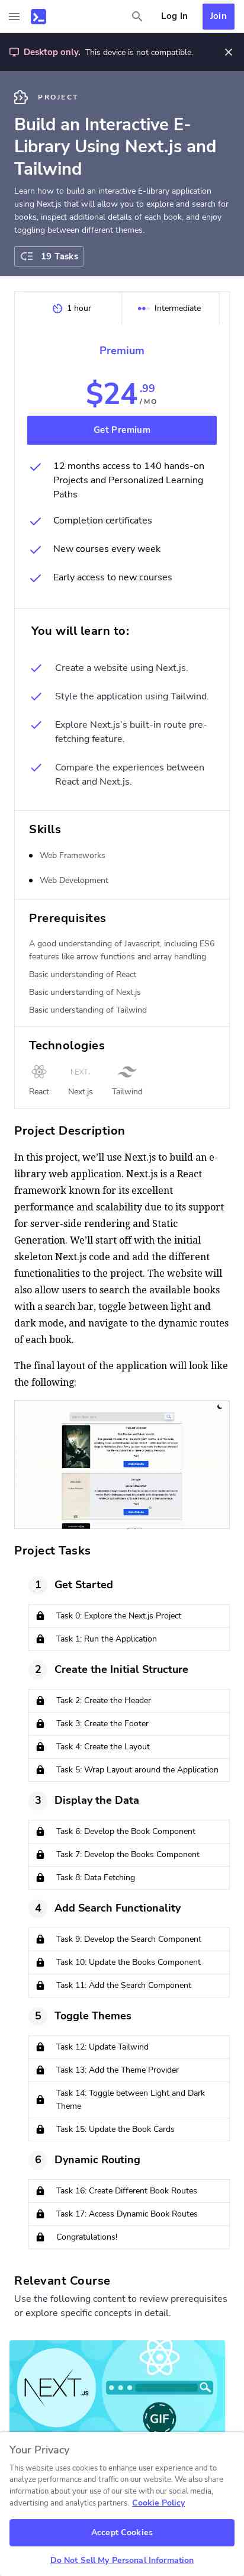 Log In
Join
Desktop only. This device is not compatible.
PROJECT
Build an Interactive E-
Library Using Next.js and
Tailwind
Learn how to build an interactive E-library application
using Next.js that will allow you to explore and search for
books, inspect additional details of each book, and enjoy
toggling between different themes.
19 Tasks
1 hour
Intermediate
Premium
$24.99
/MO
Get Premium
12 months access to 140 hands-on
Projects and Personalized Learning
Paths
Completion certificates
New courses every week
Early access to new courses
You will learn to:
Create a website using Next.js.
Style the application using Tailwind.
Explore Next.js's built-in route pre-
fetching feature.
Compare the experiences between
React and Next.js.
Skills
Web Frameworks
Web Development
Prerequisites
A good understanding of Javascript, including ES6
features like arrow functions and array handling
Basic understanding of React
Basic understanding of Next.js
Basic understanding of Tailwind
Technologies
NEXT.
React
Next.js
Tailwind
Project Description
In this project, we'll use Next.js to build an e-
library web application. Next.js is a React
framework known for its excellent
performance and scalability due to its support
for server-side rendering and Static
Generation. We'll start off with the initial
skeleton Next.js code and add the different
functionalities to the project. The website will
also allow users to search the available books
with a search bar, toggle between light and
dark mode, and navigate to the dynamic routes
of each book.
The final layout of the application will look like
the following:
Project Tasks
1 Get Started
Task 0: Explore the Next.js Project
Task 1: Run the Application
2 Create the Initial Structure
Task 2: Create the Header
Task 3: Create the Footer
Task 4: Create the Layout
Task 5: Wrap Layout around the Application
3 Display the Data
Task 6: Develop the Book Component
Task 7: Develop the Books Component
Task 8: Data Fetching
4 Add Search Functionality
Task 9: Develop the Search Component
Task 10: Update the Books Component
Task 11: Add the Search Component
5 Toggle Themes
Task 12: Update Tailwind
Task 13: Add the Theme Provider
Task 14: Toggle between Light and Dark
Theme
Task 15: Update the Book Cards
6 Dynamic Routing
Task 16: Create Different Book Routes
Task 17: Access Dynamic Book Routes
Congratulations!
Relevant Course
Use the following content to review prerequisites
or explore specific concepts in detail.
NEXT.JS
GIF
Your Privacy
This website uses cookies to enhance user experience and to
analyze performance and traffic on our website. We also share
information about your use of our site with our social media,
advertising and analytics partners. Cookie Policy
Accept Cookies
Do Not Sell My Personal Information